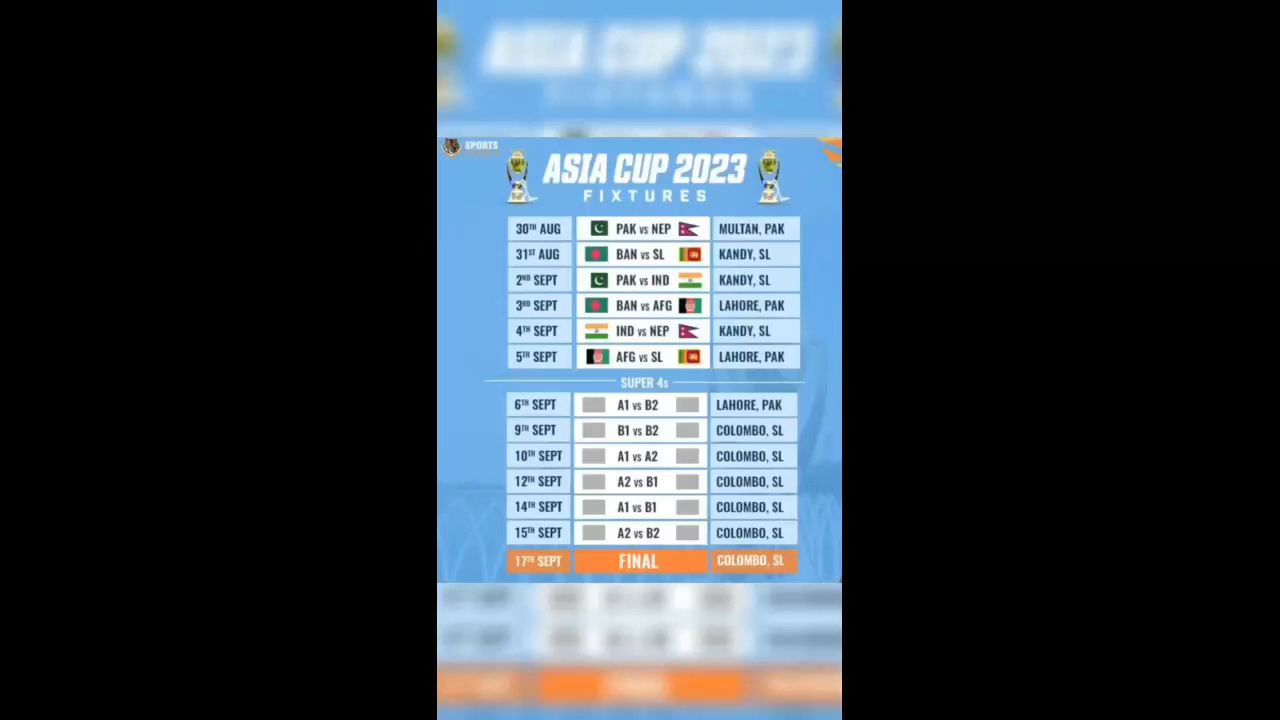 ASIA CUP 2023
SPORTS
ASIA CUP 2023
FIXTURES
30TH AUG PAK vs NEP MULTAN, PAK
31ST AUG BAN vs SL KANDY, SL
2ND SEPT PAK vs IND KANDY, SL
3RD SEPT BAN vs AFG LAHORE, PAK
4TH SEPT IND vs NEP KANDY, SL
5TH SEPT AFG vs SL LAHORE, PAK
SUPER 4s
6TH SEPT A1 vs B2 LAHORE, PAK
9TH SEPT B1 vs B2 COLOMBO, SL
10TH SEPT A1 vs A2 COLOMBO, SL
12TH SEPT A2 vs B1 COLOMBO, SL
14TH SEPT A1 vs B1 COLOMBO, SL
15TH SEPT A2 vs B2 COLOMBO, SL
17TH SEPT FINAL COLOMBO, SL